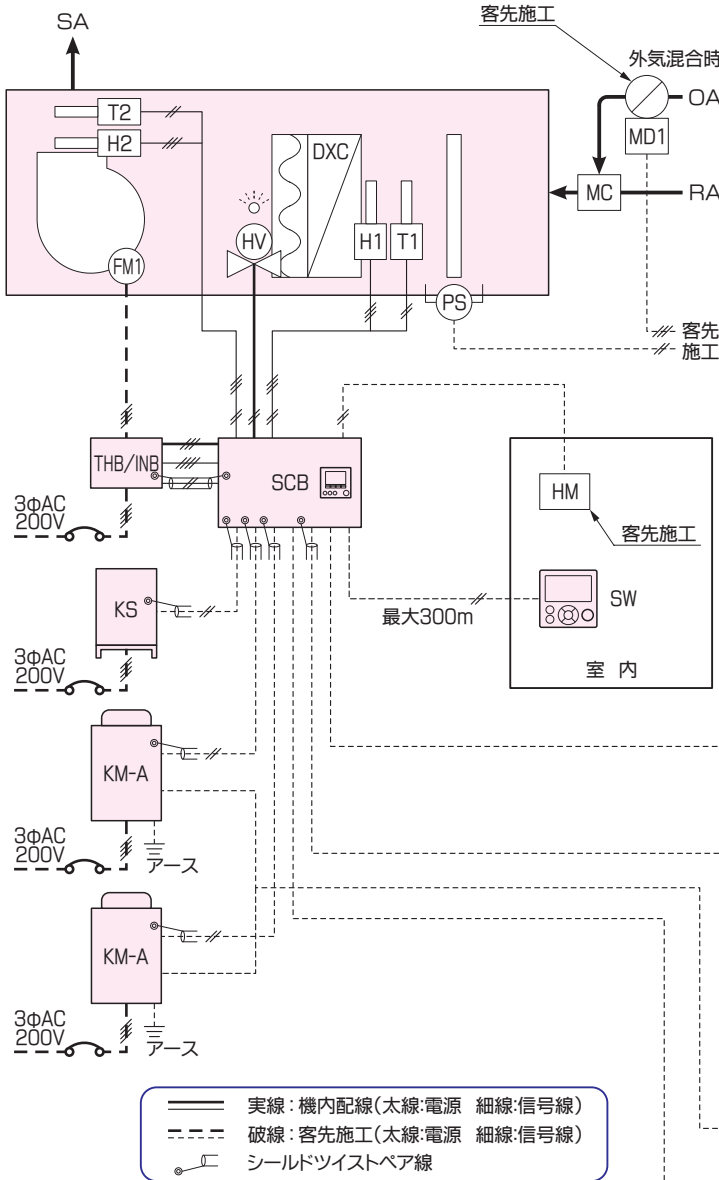 SA
客先施工
外気混合時
T2
OA
H2
MD1
DXC
MC
RA
HV
H1
T1
FM1
PS
客先
施工
THB/INB
SCB
HM
3φAC
200V
客先施工
SW
KS
最大300m
室 内
3φAC
200V
KM-A
3φAC
200V
アース
KM-A
3φAC
200V
アース
実線:機内配線(太線:電源 細線:信号線)
破線:客先施工(太線:電源 細線:信号線)
シールドツイストペア線